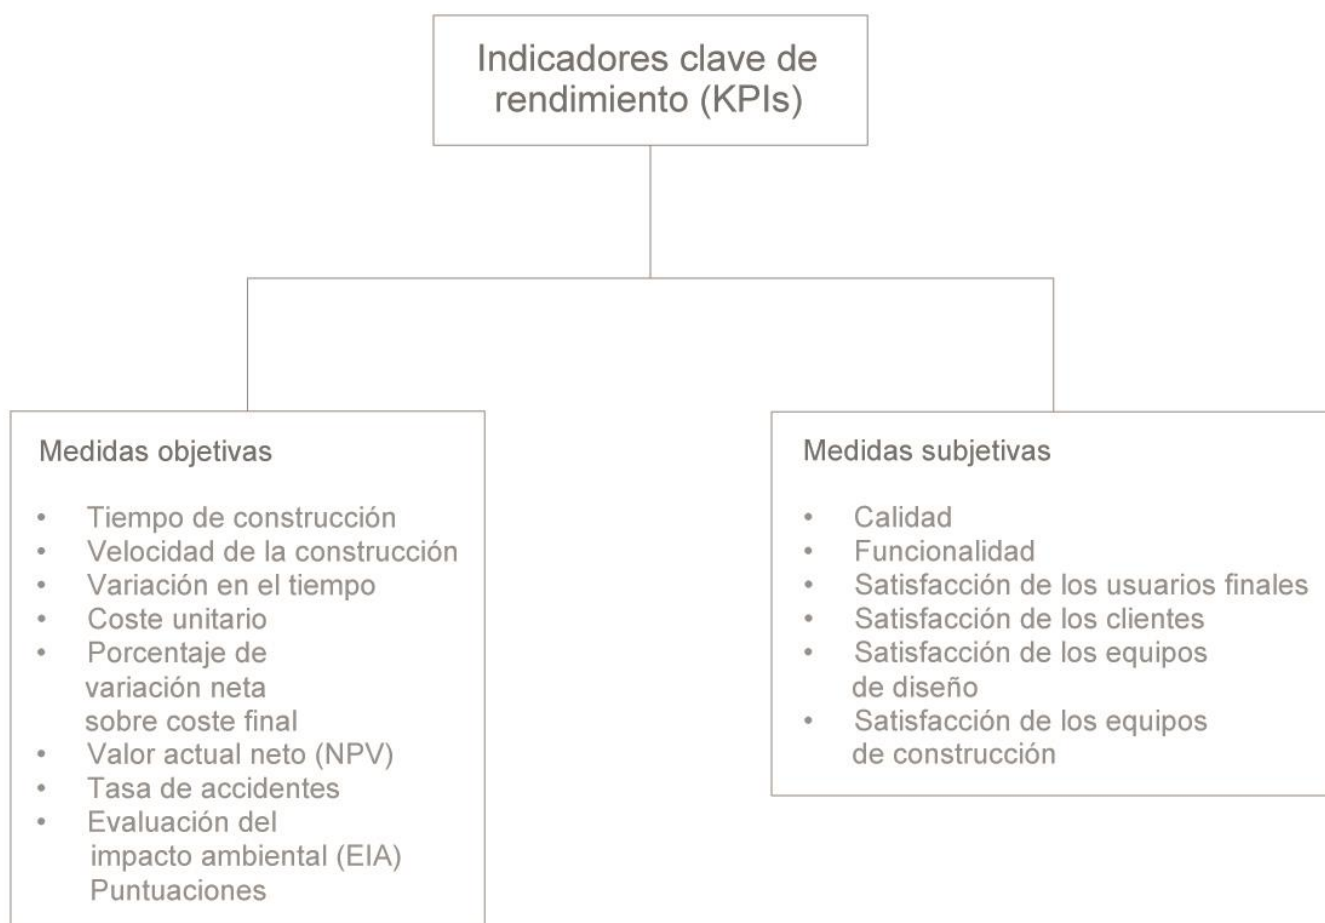 Indicadores clave de
rendimiento (KPIs)
Medidas objetivas
• Tiempo de construcción
• Velocidad de la construcción
• Variación en el tiempo
• Coste unitario
• Porcentaje de
variación neta
sobre coste final
• Valor actual neto (NPV)
• Tasa de accidentes
• Evaluación del
impacto ambiental (EIA)
Puntuaciones
Medidas subjetivas
• Calidad
• Funcionalidad
• Satisfacción de los usuarios finales
• Satisfacción de los clientes
• Satisfacción de los equipos
de diseño
• Satisfacción de los equipos
de construcción